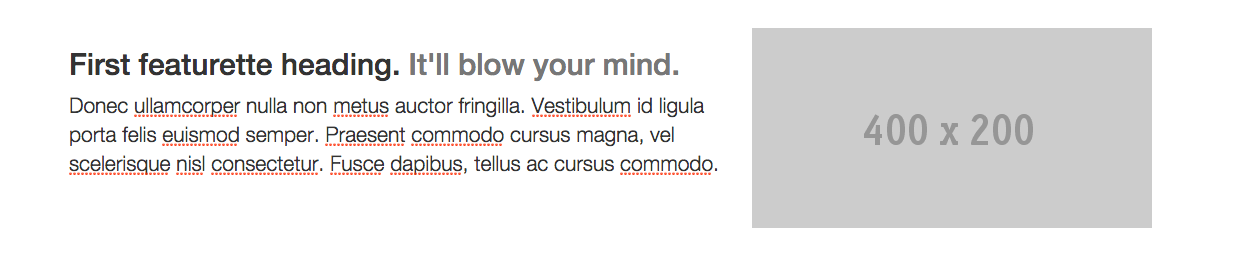 First featurette heading. It'll blow your mind.
Donec ullamcorper nulla non metus auctor fringilla. Vestibulum id ligula
porta felis euismod semper. Praesent commodo cursus magna, vel
scelerisque nisl consectetur. Fusce dapibus, tellus ac cursus commodo.
400 x 200